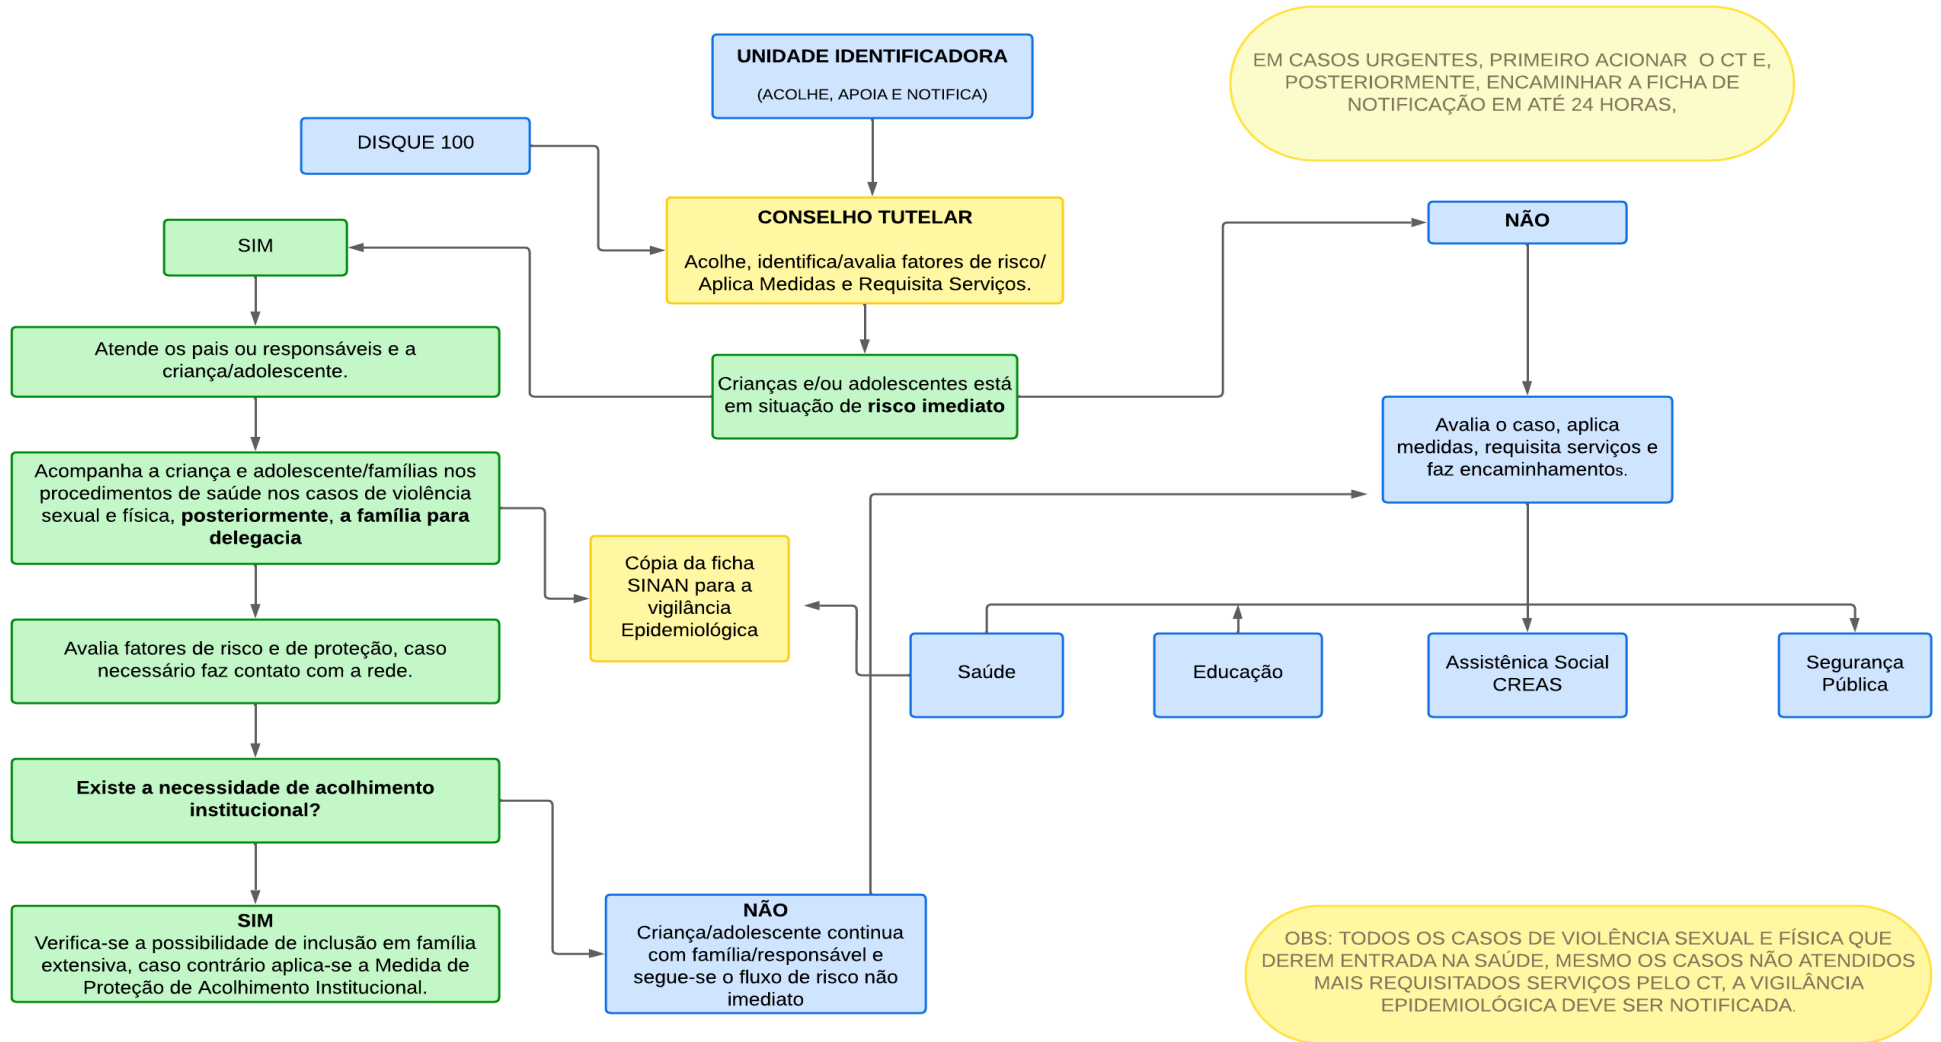 UNIDADE IDENTIFICADORA
(ACOLHE, APOIA E NOTIFICA)
EM CASOS URGENTES, PRIMEIRO ACIONAR O CT E,
POSTERIORMENTE, ENCAMINHAR A FICHA DE
NOTIFICAÇÃO EM ATÉ 24 HORAS,
DISQUE 100
CONSELHO TUTELAR
Acolhe, identifica/avalia fatores de risco/
Aplica Medidas e Requisita Serviços.
SIM
NÃO
Atende os pais ou responsáveis e a
criança/adolescente.
Crianças e/ou adolescentes está
em situação de risco imediato
Avalia o caso, aplica
medidas, requisita serviços e
faz encaminhamentos.
Acompanha a criança e adolescente/famílias nos
procedimentos de saúde nos casos de violência
sexual e física, posteriormente, a família para
delegacia
Cópia da ficha
SINAN para a
vigilância
Epidemiológica
Avalia fatores de risco e de proteção, caso
necessário faz contato com a rede.
Saúde
Educação
Assistênica Social
CREAS
Segurança
Pública
Existe a necessidade de acolhimento
institucional?
SIM
Verifica-se a possibilidade de inclusão em família
extensiva, caso contrário aplica-se a Medida de
Proteção de Acolhimento Institucional.
NÃO
Criança/adolescente continua
com família/responsável e
segue-se o fluxo de risco não
imediato
OBS: TODOS OS CASOS DE VIOLÊNCIA SEXUAL E FÍSICA QUE
DEREM ENTRADA NA SAÚDE, MESMO OS CASOS NÃO ATENDIDOS
MAIS REQUISITADOS SERVIÇOS PELO CT, A VIGILÂNCIA
EPIDEMIOLÓGICA DEVE SER NOTIFICADA.